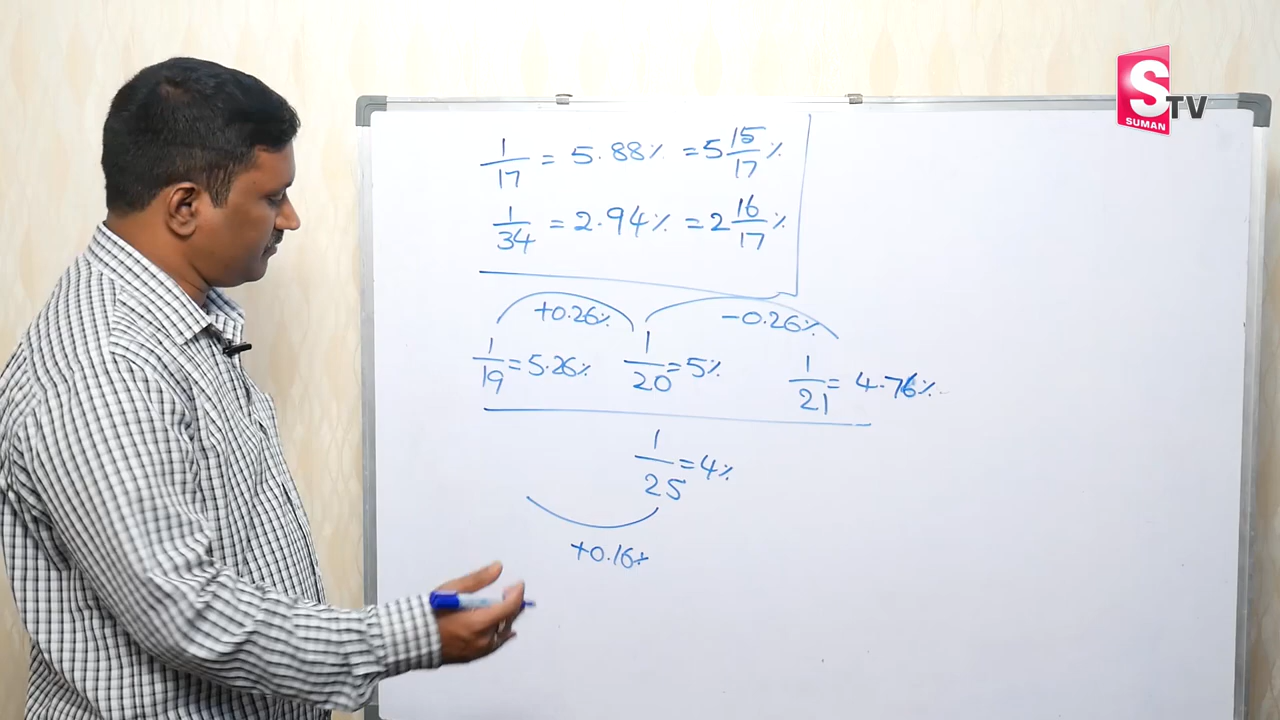 S
TV
SUMAN
1/17 = 5.88% = 5 15/17 %
1/34 = 2.94% = 2 16/17 %
+0.26% -0.26%
1/19 = 5.26% 1/20 = 5% 1/21 = 4.76%
1/25 = 4%
+0.16%